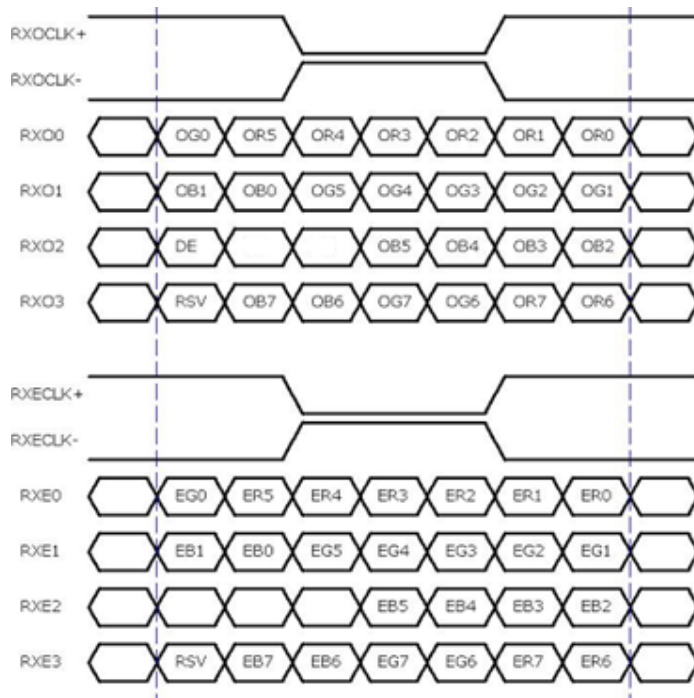 RXOCLK+
RXOCLK-
RXO0 OG0 OR5 OR4 OR3 OR2 OR1 OR0
RXO1 OB1 OB0 OG5 OG4 OG3 OG2 OG1
RXO2 DE OB5 OB4 OB3 OB2
RXO3 RSV OB7 OB6 OG7 OG6 OR7 OR6
RXECLK+
RXECLK-
RXE0 EG0 ER5 ER4 ER3 ER2 ER1 ER0
RXE1 EB1 EB0 EG5 EG4 EG3 EG2 EG1
RXE2 EB5 EB4 EB3 EB2
RXE3 RSV EB7 EB6 EG7 EG6 ER7 ER6